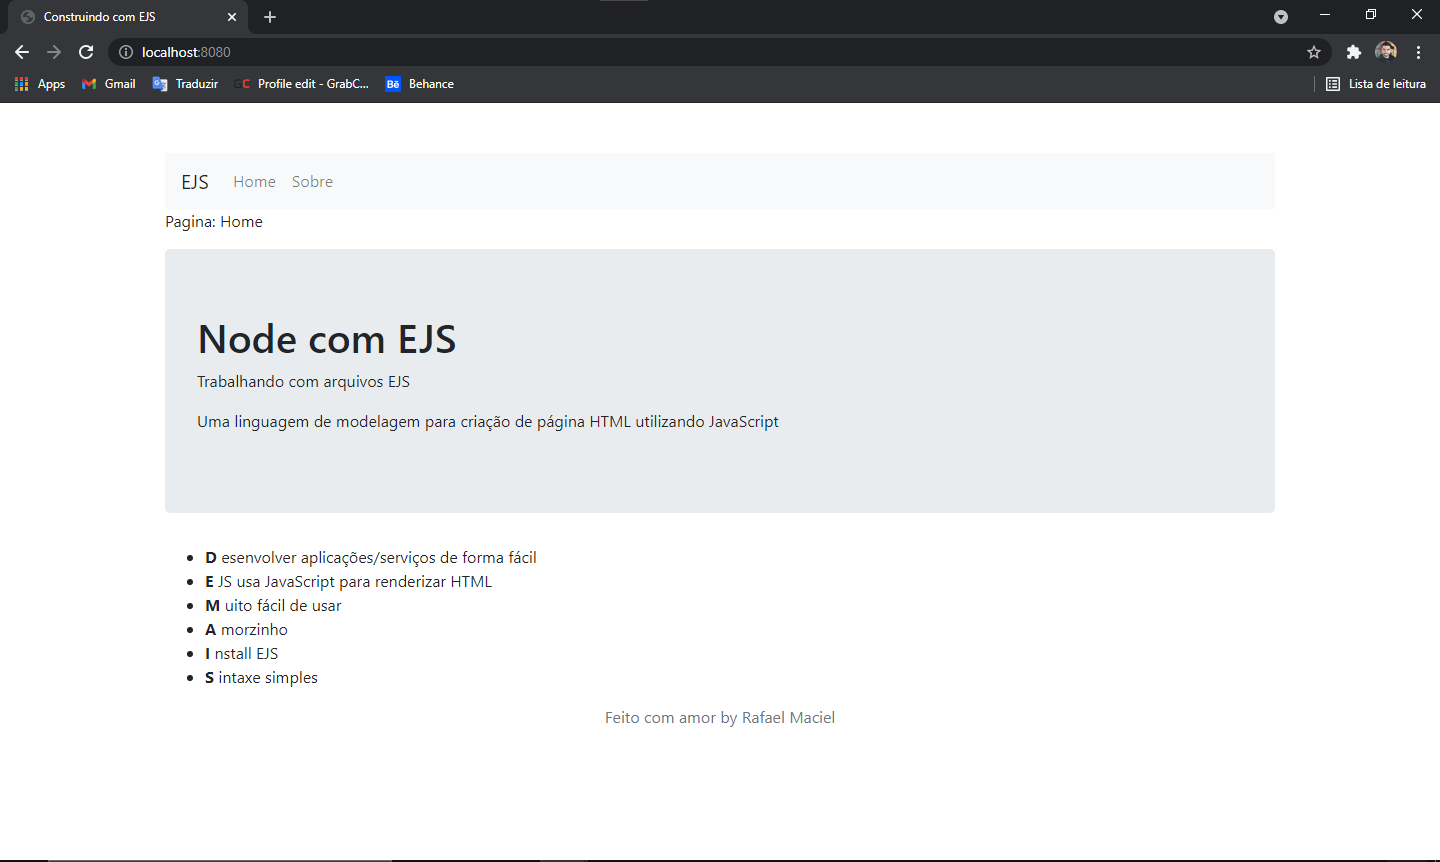 Construindo com EJS
localhost:8080
Apps Gmail Traduzir Profile edit - GrabC... Behance Lista de leitura
EJS Home Sobre
Pagina: Home
Node com EJS
Trabalhando com arquivos EJS
Uma linguagem de modelagem para criação de página HTML utilizando JavaScript
D esenvolver aplicações/serviços de forma fácil
E JS usa JavaScript para renderizar HTML
M uito fácil de usar
A morzinho
I nstall EJS
S intaxe simples
Feito com amor by Rafael Maciel